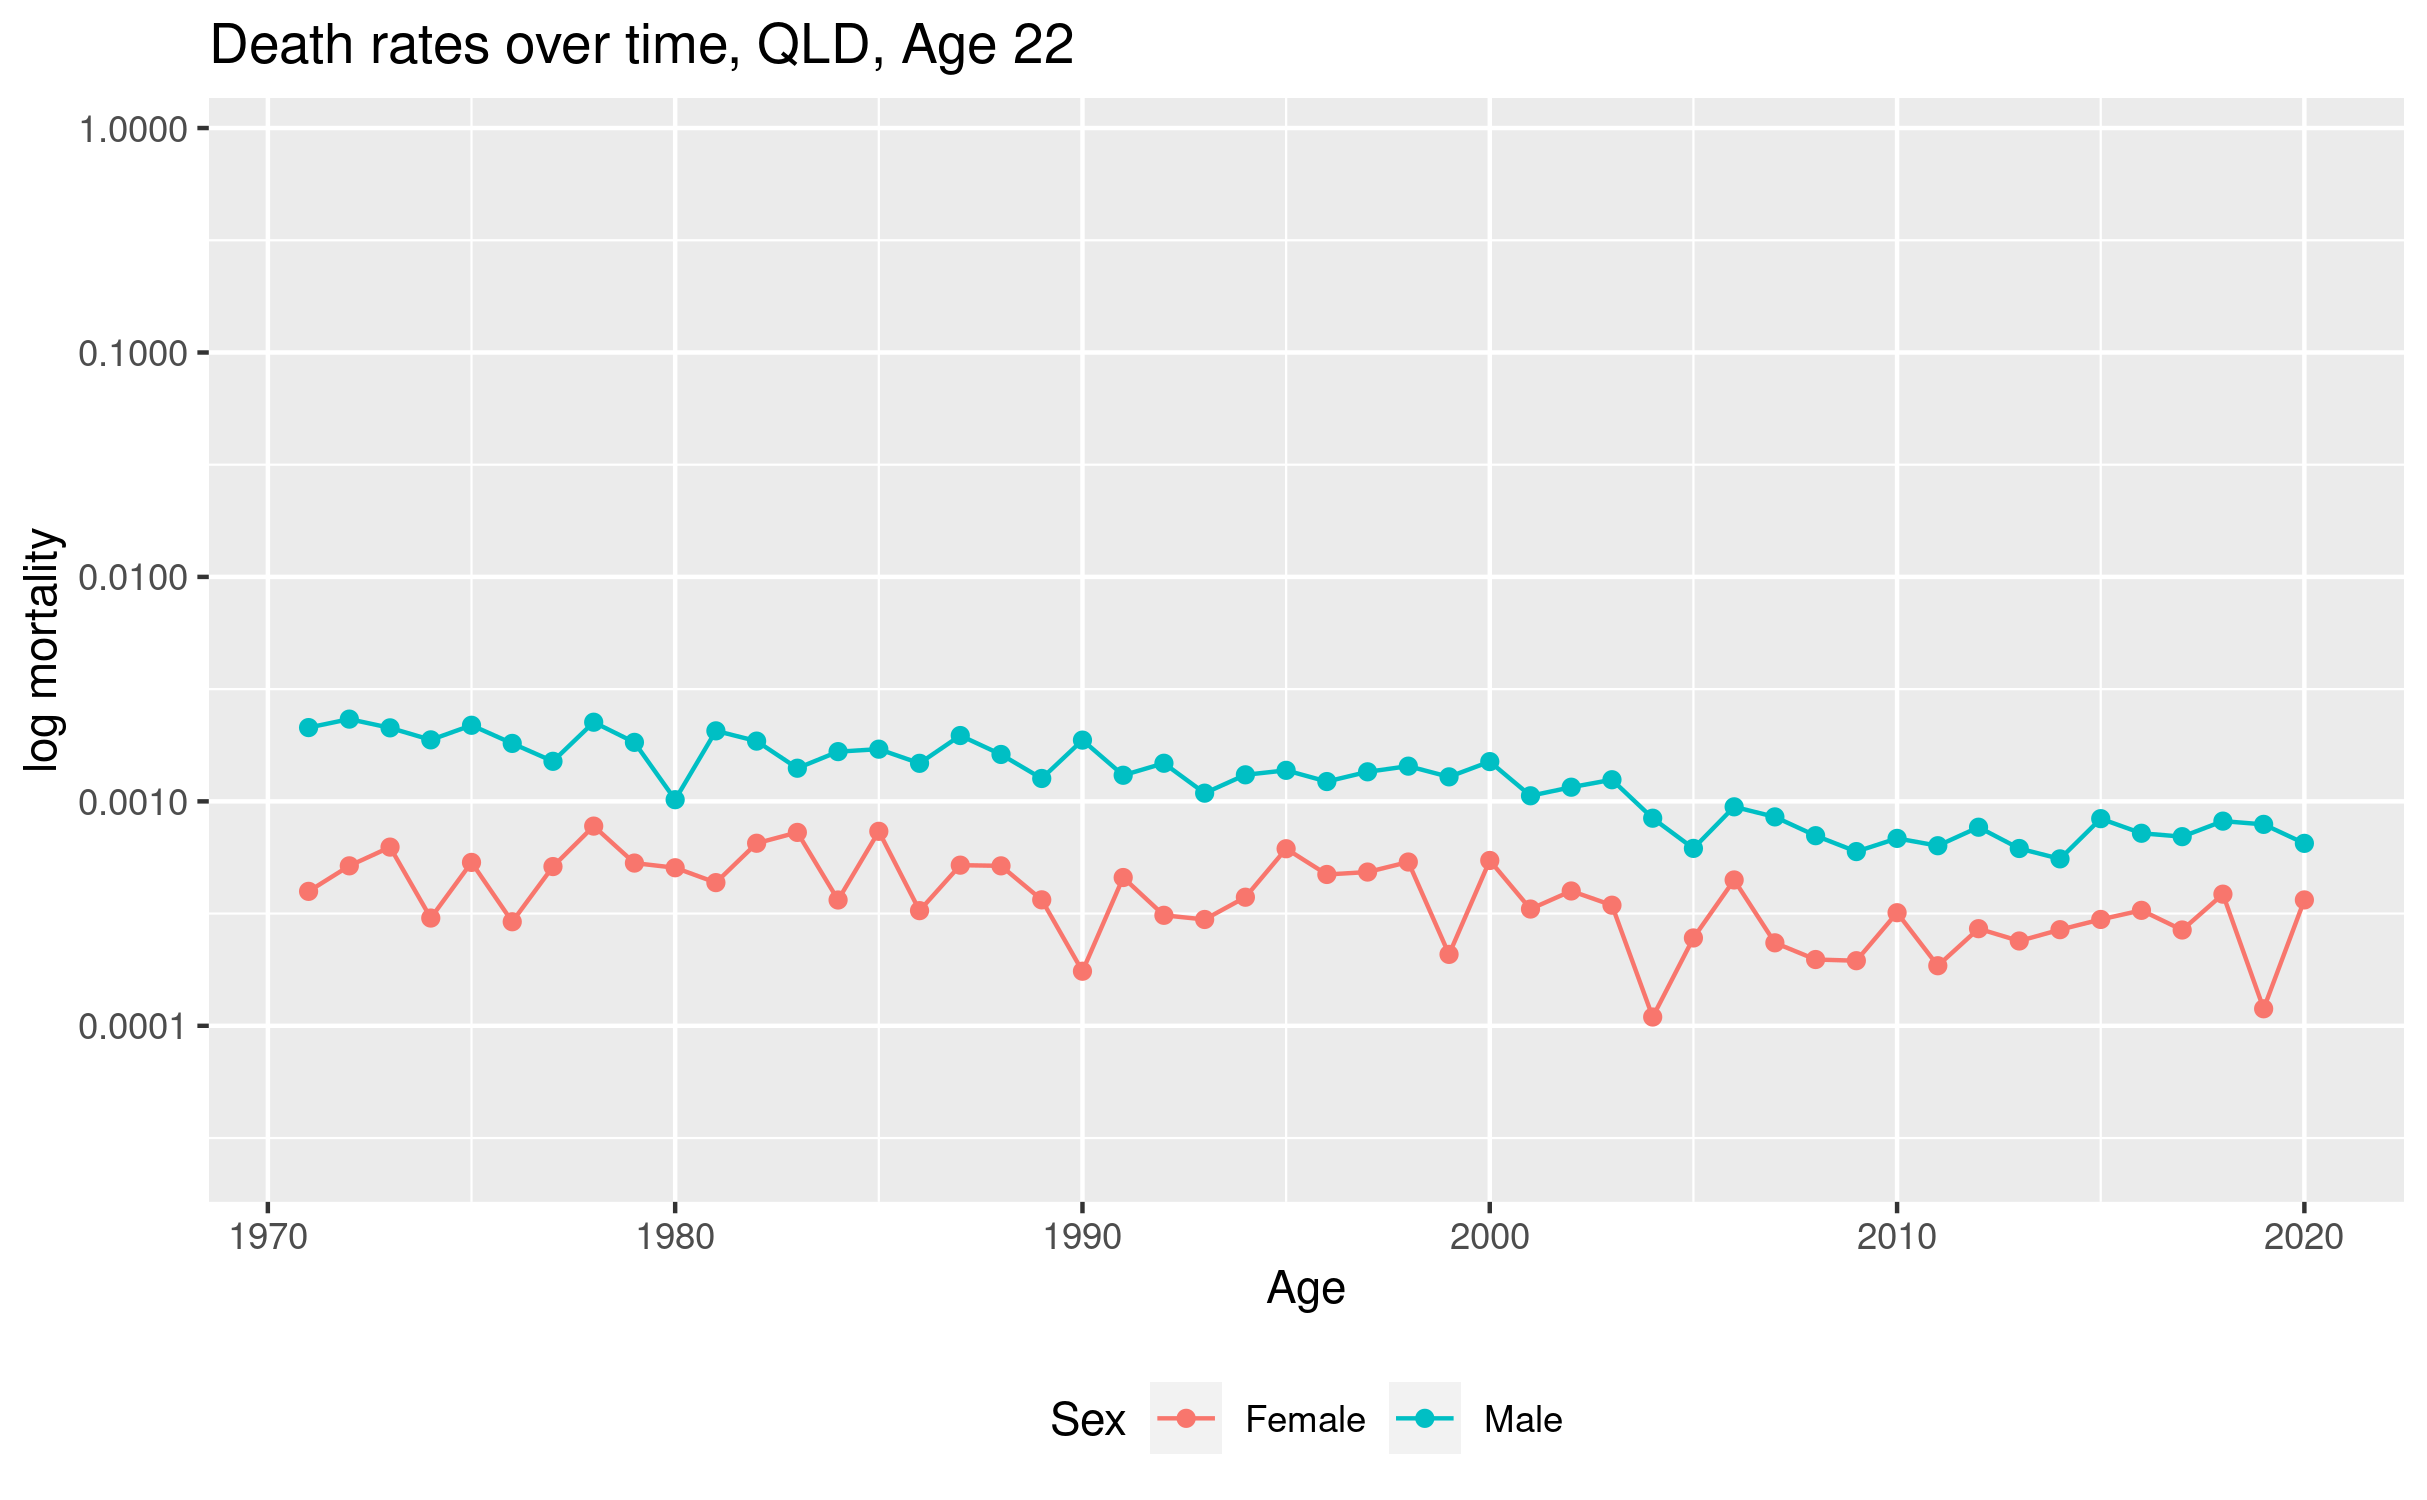 Death rates over time, QLD, Age 22
log mortality
1.0000
0.1000
0.0100
0.0010
0.0001
1970 1980 1990 2000 2010 2020
Age
Sex Female Male